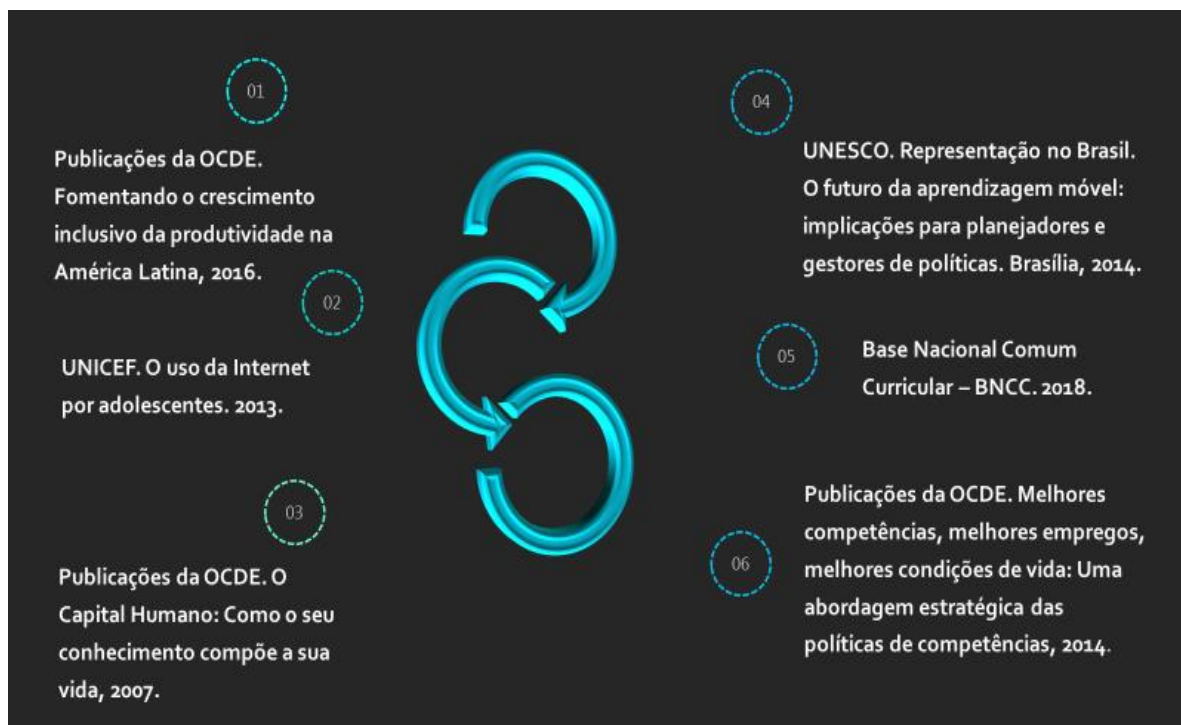 01
Publicações da OCDE.
Fomentando o crescimento
inclusivo da produtividade na
América Latina, 2016.
02
UNICEF. O uso da Internet
por adolescentes. 2013.
03
Publicações da OCDE. O
Capital Humano: Como o seu
conhecimento compõe a sua
vida, 2007.
04
UNESCO. Representação no Brasil.
O futuro da aprendizagem móvel:
implicações para planejadores e
gestores de políticas. Brasília, 2014.
05
Base Nacional Comum
Curricular – BNCC. 2018.
06
Publicações da OCDE. Melhores
competências, melhores empregos,
melhores condições de vida: Uma
abordagem estratégica das
políticas de competências, 2014.